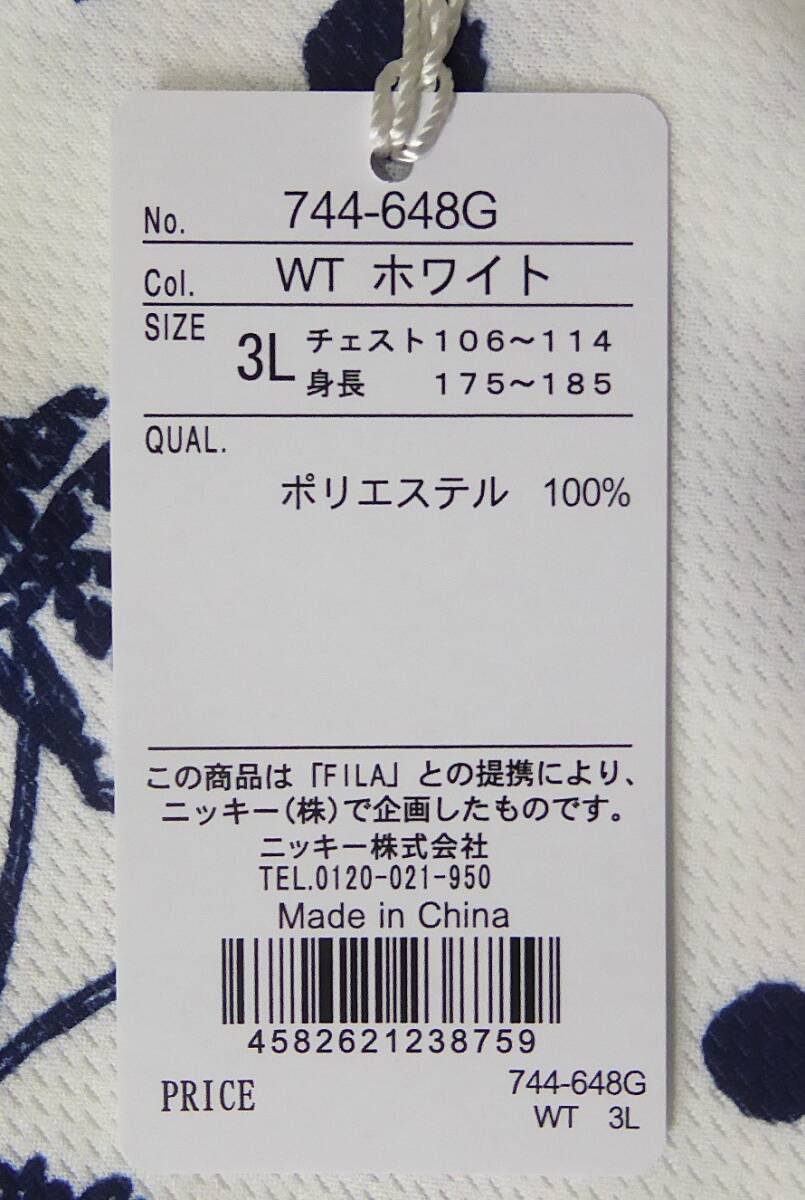 No. 744-648G
Col. WT ホワイト
SIZE 3L チェスト106～114
身長 175～185
QUAL.
ポリエステル 100%
この商品は「FILA」との提携により、
ニッキー(株)で企画したものです。
ニッキー株式会社
TEL.0120-021-950
Made in China
4582621238759
PRICE
744-648G
WT 3L